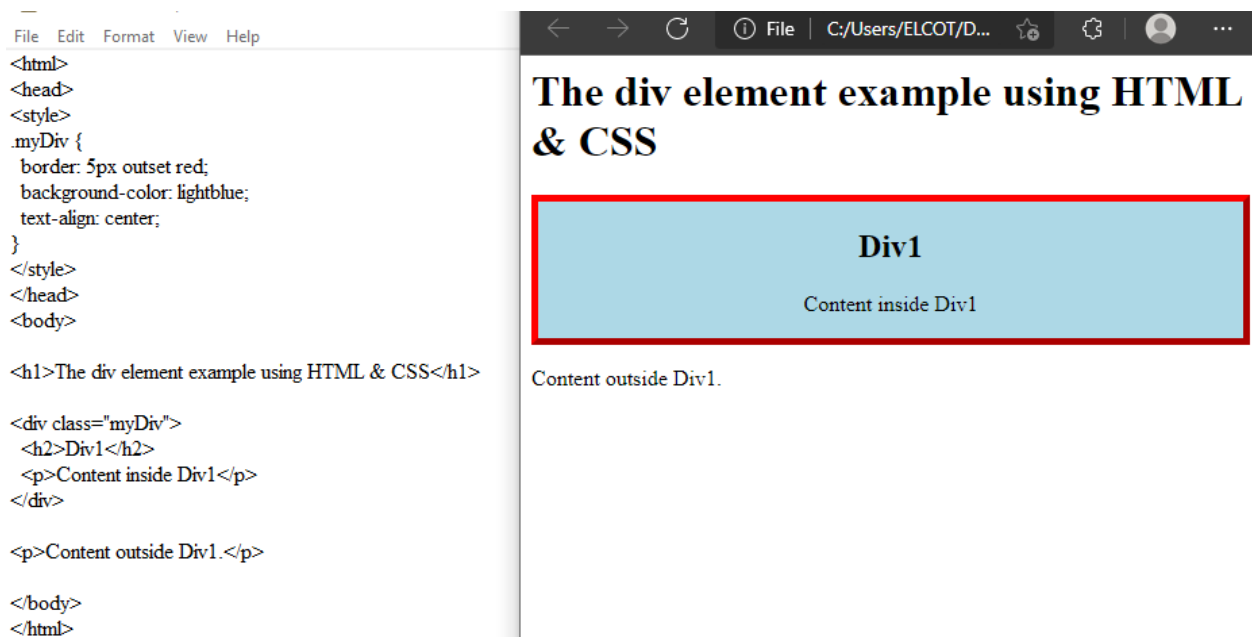 File Edit Format View Help
<html>
<head>
<style>
.myDiv {
  border: 5px outset red;
  background-color: lightblue;
  text-align: center;
}
</style>
</head>
<body>
<h1>The div element example using HTML & CSS</h1>
<div class="myDiv">
  <h2>Div1</h2>
  <p>Content inside Div1</p>
</div>
<p>Content outside Div1.</p>
</body>
</html>
File | C:/Users/ELCOT/D...
The div element example using HTML
& CSS
Div1
Content inside Div1
Content outside Div1.